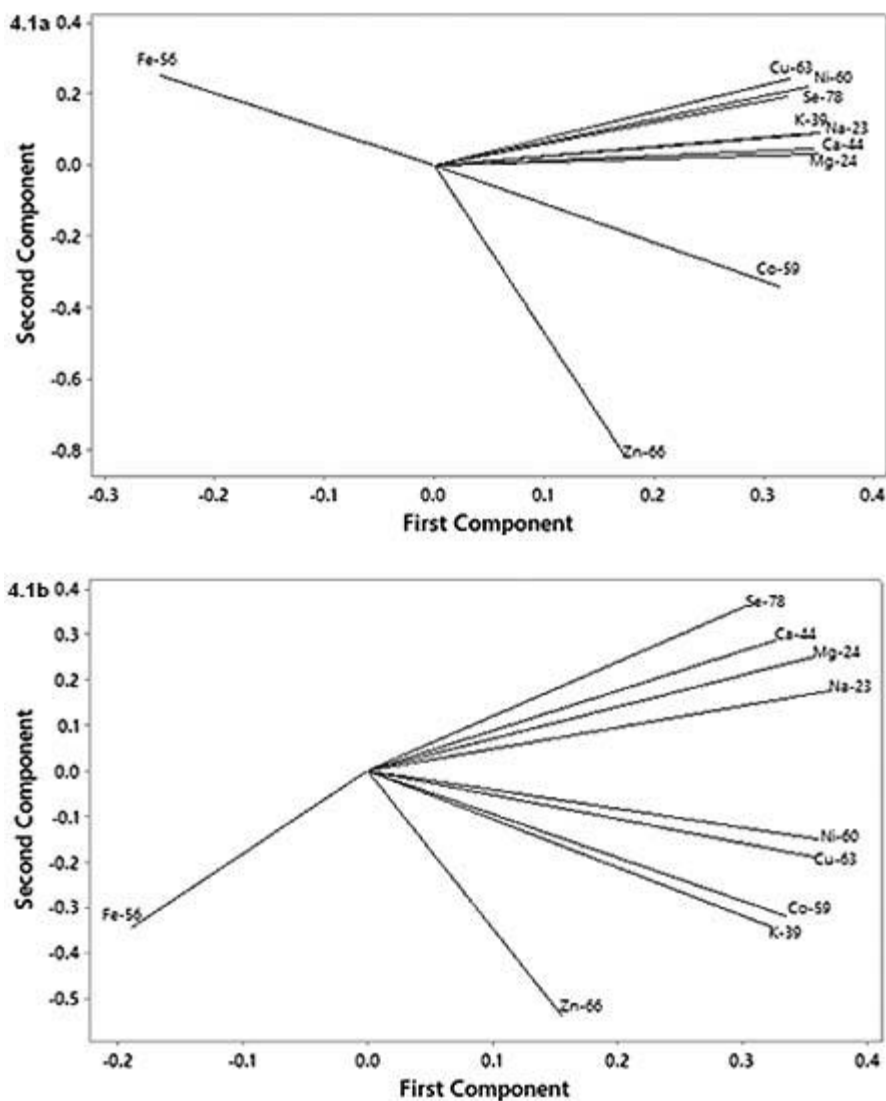 4.1a
0.4
0.2
0.0
-0.2
-0.4
-0.6
-0.8
Second Component
Fe-56
Cu-63
Ni-60
Se-78
K-39
Na-23
Ca-44
Mg-24
Co-59
Zn-66
-0.3 -0.2 -0.1 0.0 0.1 0.2 0.3 0.4
First Component
4.1b
0.4
0.3
0.2
0.1
0.0
-0.1
-0.2
-0.3
-0.4
-0.5
Second Component
Se-78
Ca-44
Mg-24
Na-23
Ni-60
Cu-63
Co-59
K-39
Fe-56
Zn-66
-0.2 -0.1 0.0 0.1 0.2 0.3 0.4
First Component